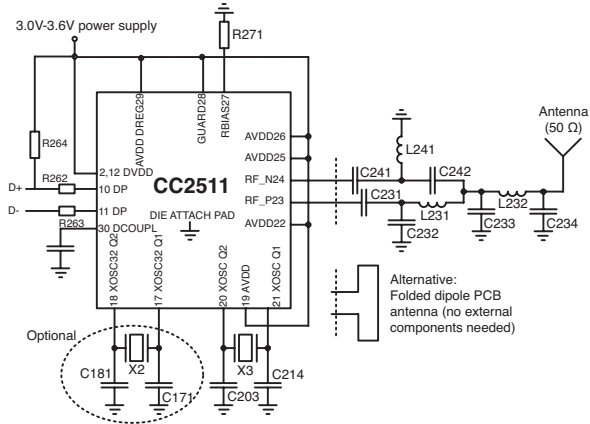 3.0V-3.6V power supply
R271
AVDD DREG29
GUARD28
RBIAS27
R264
AVDD26
AVDD25
RF_N24
RF_P23
AVDD22
2,12 DVDD
R262
D+
10 DP
D-
11 DP
R263
30 DCOUPL
CC2511
DIE ATTACH PAD
18 XOSC32 Q2
17 XOSC32 Q1
20 XOSC Q2
19 AVDD
21 XOSC Q1
L241
C241
C242
C231
L231
C232
Antenna
(50 Ω)
L232
C233
C234
Alternative:
Folded dipole PCB
antenna (no external
components needed)
Optional
X2
X3
C181
C171
C203
C214